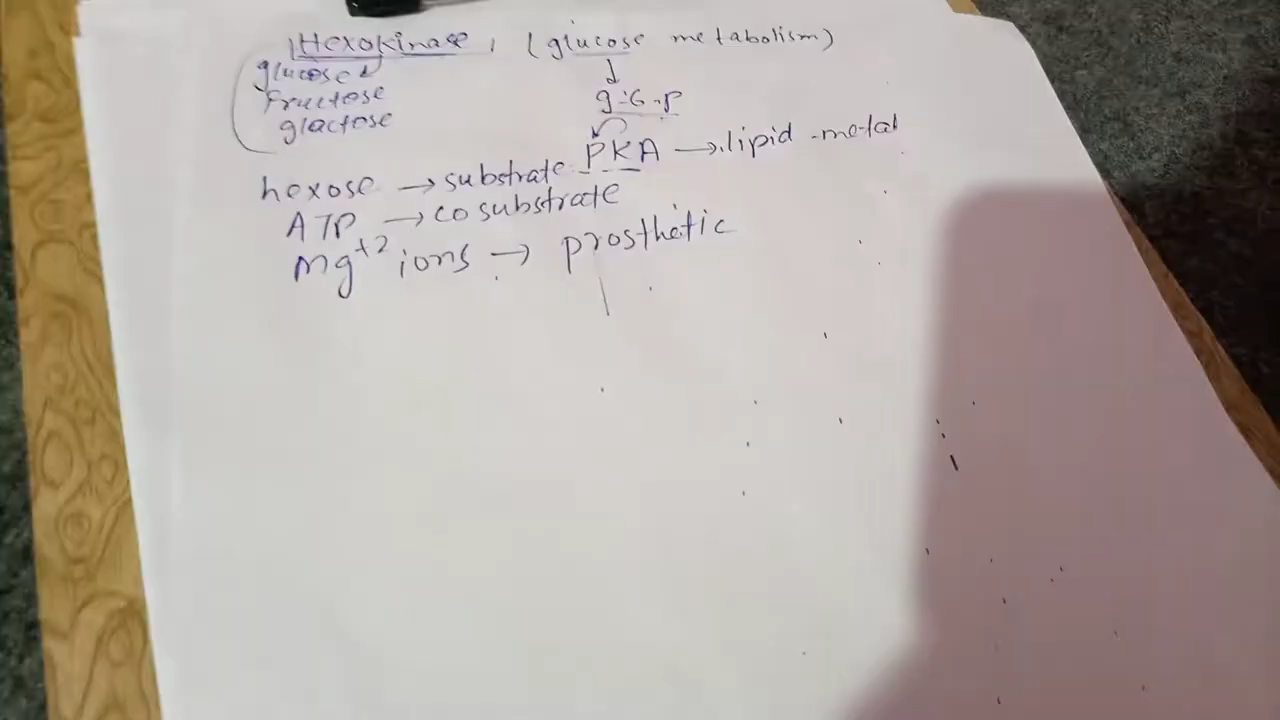 Hexokinase, (glucose metabolism)
glucose ↓
fructose g-6-p
glactose
PKA → lipid-metal
hexose → substrate
ATP → cosubstrate
mg+2 ions → prosthetic